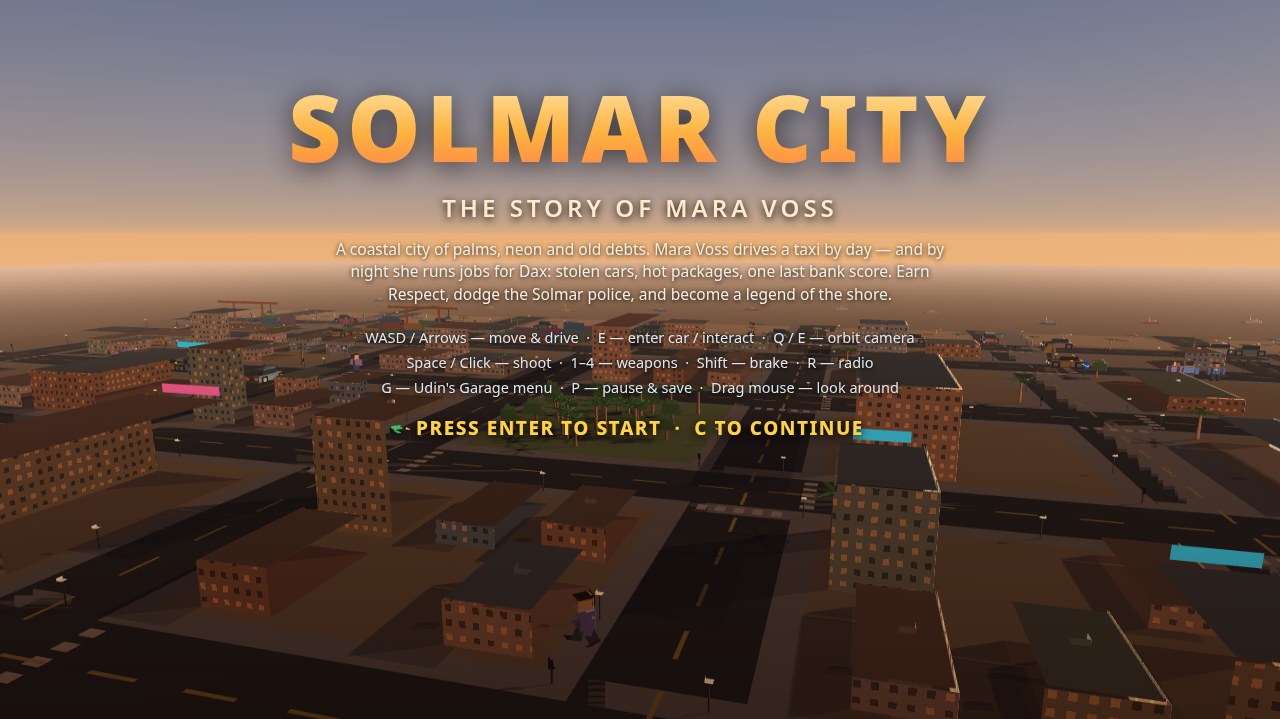 SOLMAR CITY
THE STORY OF MARA VOSS
A coastal city of palms, neon and old debts. Mara Voss drives a taxi by day — and by
night she runs jobs for Dax: stolen cars, hot packages, one last bank score. Earn
Respect, dodge the Solmar police, and become a legend of the shore.
WASD / Arrows — move & drive · E — enter car / interact · Q / E — orbit camera
Space / Click — shoot · 1–4 — weapons · Shift — brake · R — radio
G — Udin's Garage menu · P — pause & save · Drag mouse — look around
PRESS ENTER TO START · C TO CONTINUE